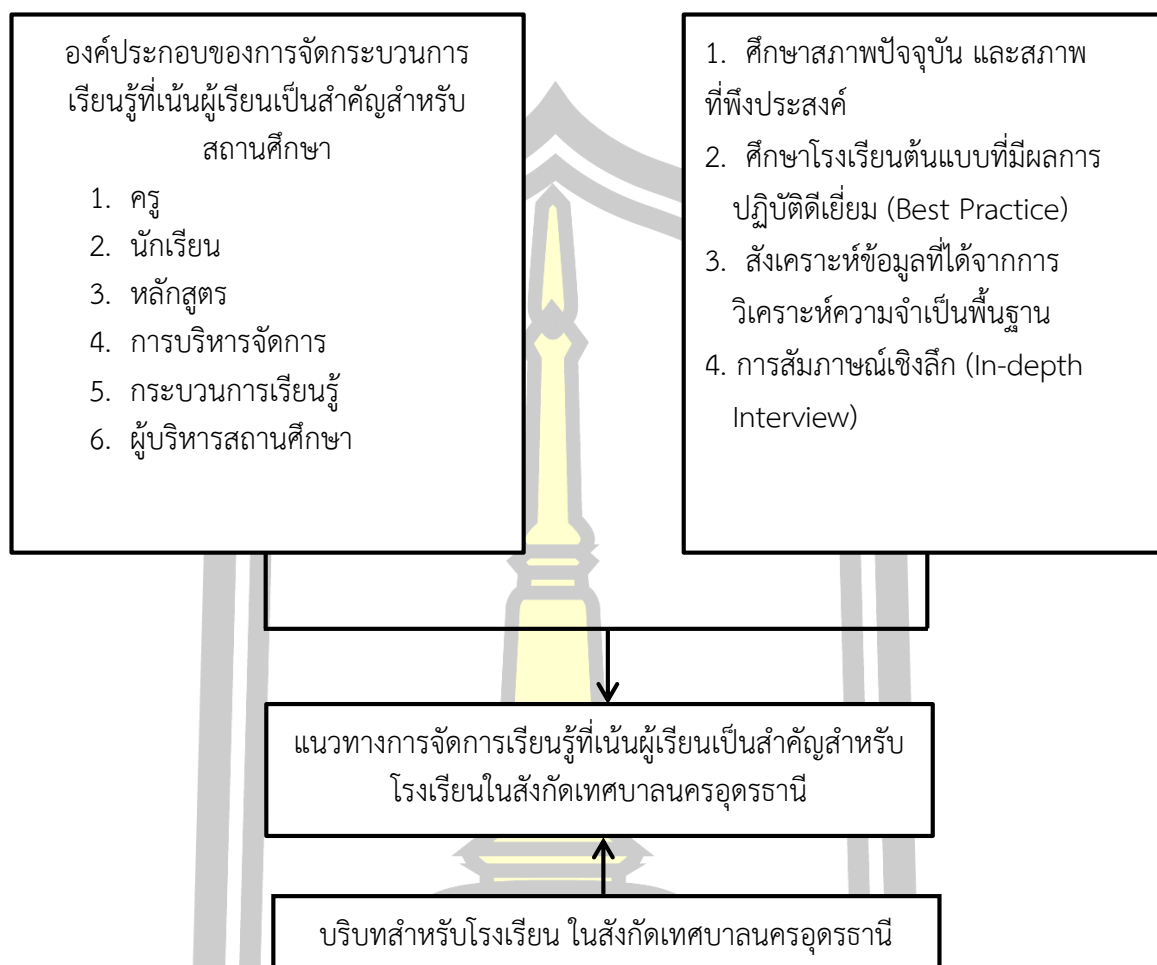 องค์ประกอบของการจัดกระบวนการ
เรียนรู้ที่เน้นผู้เรียนเป็นสำคัญสำหรับ
สถานศึกษา
1. ครู
2. นักเรียน
3. หลักสูตร
4. การบริหารจัดการ
5. กระบวนการเรียนรู้
6. ผู้บริหารสถานศึกษา
1. ศึกษาสภาพปัจจุบัน และสภาพ
ที่พึงประสงค์
2. ศึกษาโรงเรียนต้นแบบที่มีผลการ
ปฏิบัติดีเยี่ยม (Best Practice)
3. สังเคราะห์ข้อมูลที่ได้จากการ
วิเคราะห์ความจำเป็นพื้นฐาน
4. การสัมภาษณ์เชิงลึก (In-depth
Interview)
แนวทางการจัดการเรียนรู้ที่เน้นผู้เรียนเป็นสำคัญสำหรับ
โรงเรียนในสังกัดเทศบาลนครอุดรธานี
บริบทสำหรับโรงเรียน ในสังกัดเทศบาลนครอุดรธานี